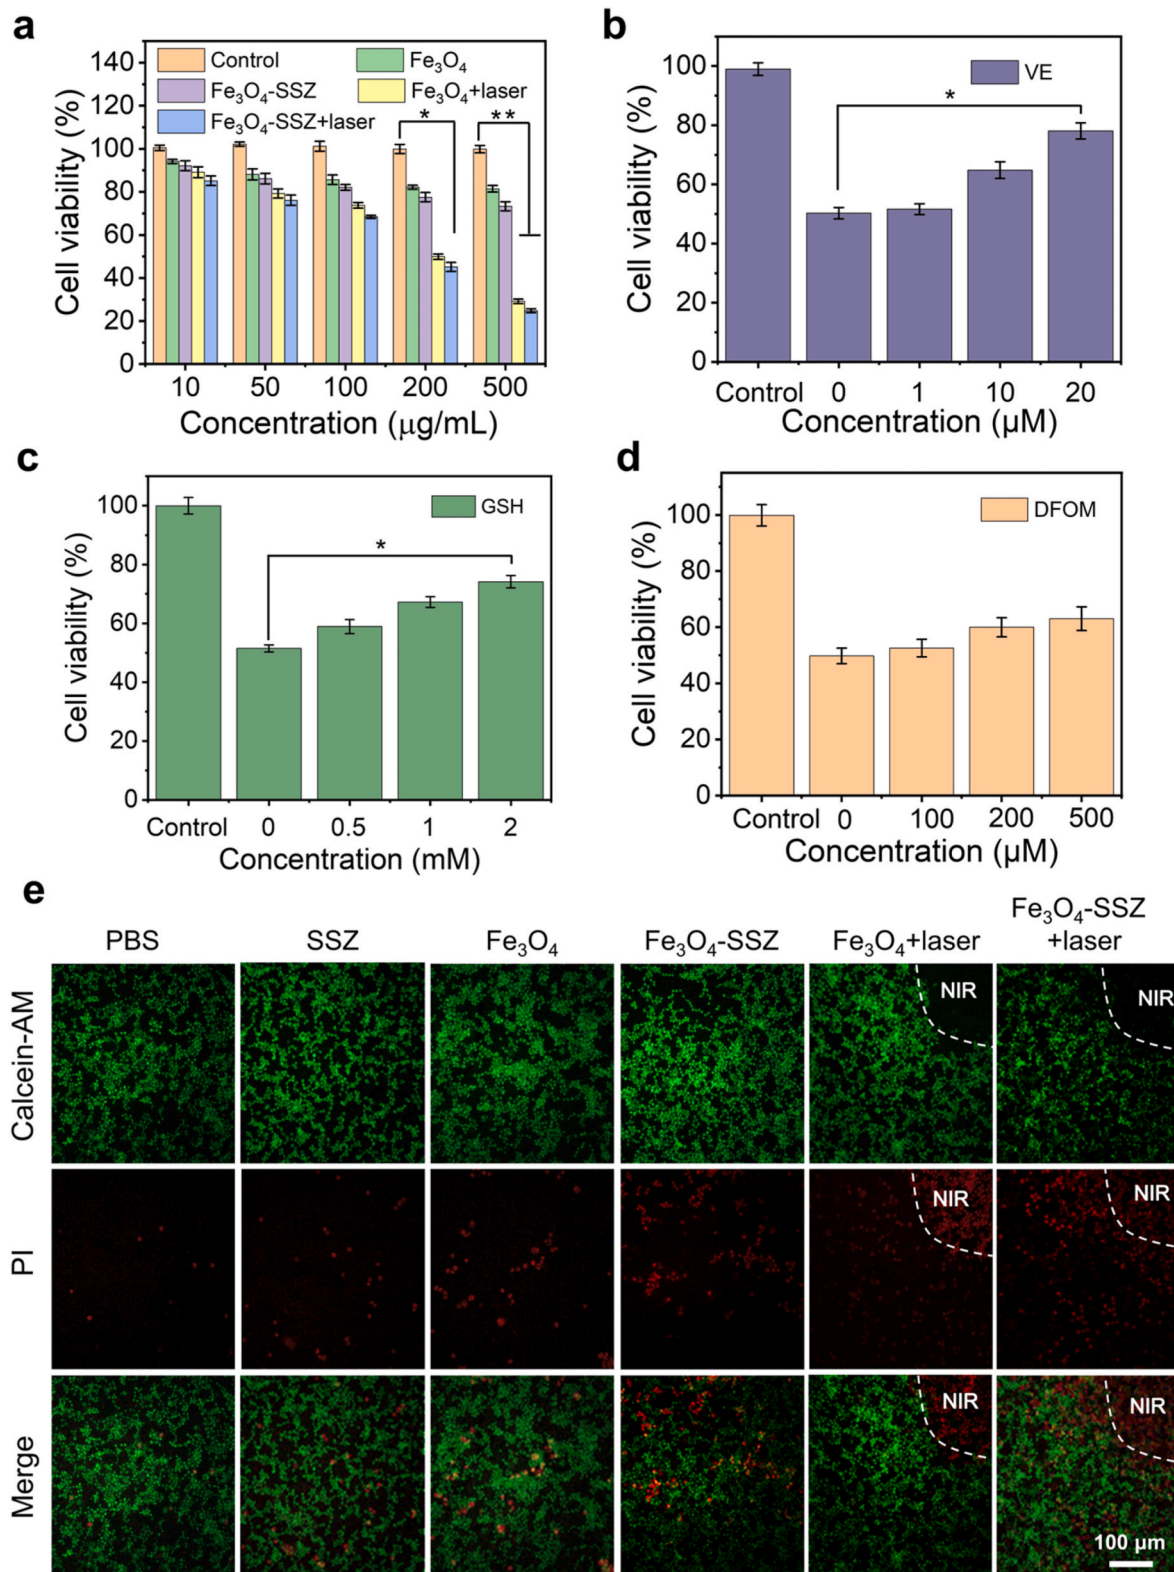 a
140
120
100
80
60
40
20
0
Cell viability (%)
Control
Fe₃O₄
Fe₃O₄-SSZ
Fe₃O₄+laser
Fe₃O₄-SSZ+laser
*
**
10 50 100 200 500
Concentration (μg/mL)
b
100
80
60
40
20
0
Cell viability (%)
VE
*
Control 0 1 10 20
Concentration (μM)
c
100
80
60
40
20
0
Cell viability (%)
GSH
*
Control 0 0.5 1 2
Concentration (mM)
d
100
80
60
40
20
0
Cell viability (%)
DFOM
Control 0 100 200 500
Concentration (μM)
e
PBS
SSZ
Fe₃O₄
Fe₃O₄-SSZ
Fe₃O₄+laser
Fe₃O₄-SSZ
+laser
Calcein-AM
NIR
NIR
PI
NIR
NIR
Merge
NIR
NIR
100 μm